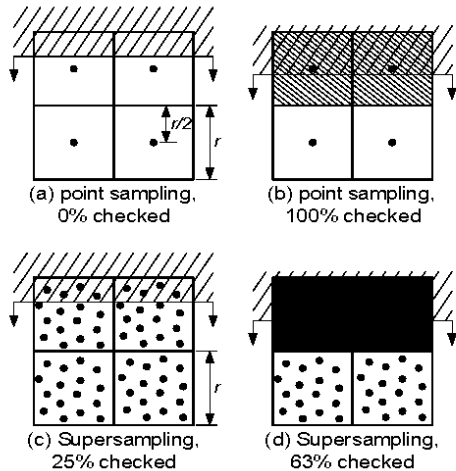 r/2
r
(a) point sampling,
0% checked
(b) point sampling,
100% checked
r
(c) Supersampling,
25% checked
(d) Supersampling,
63% checked